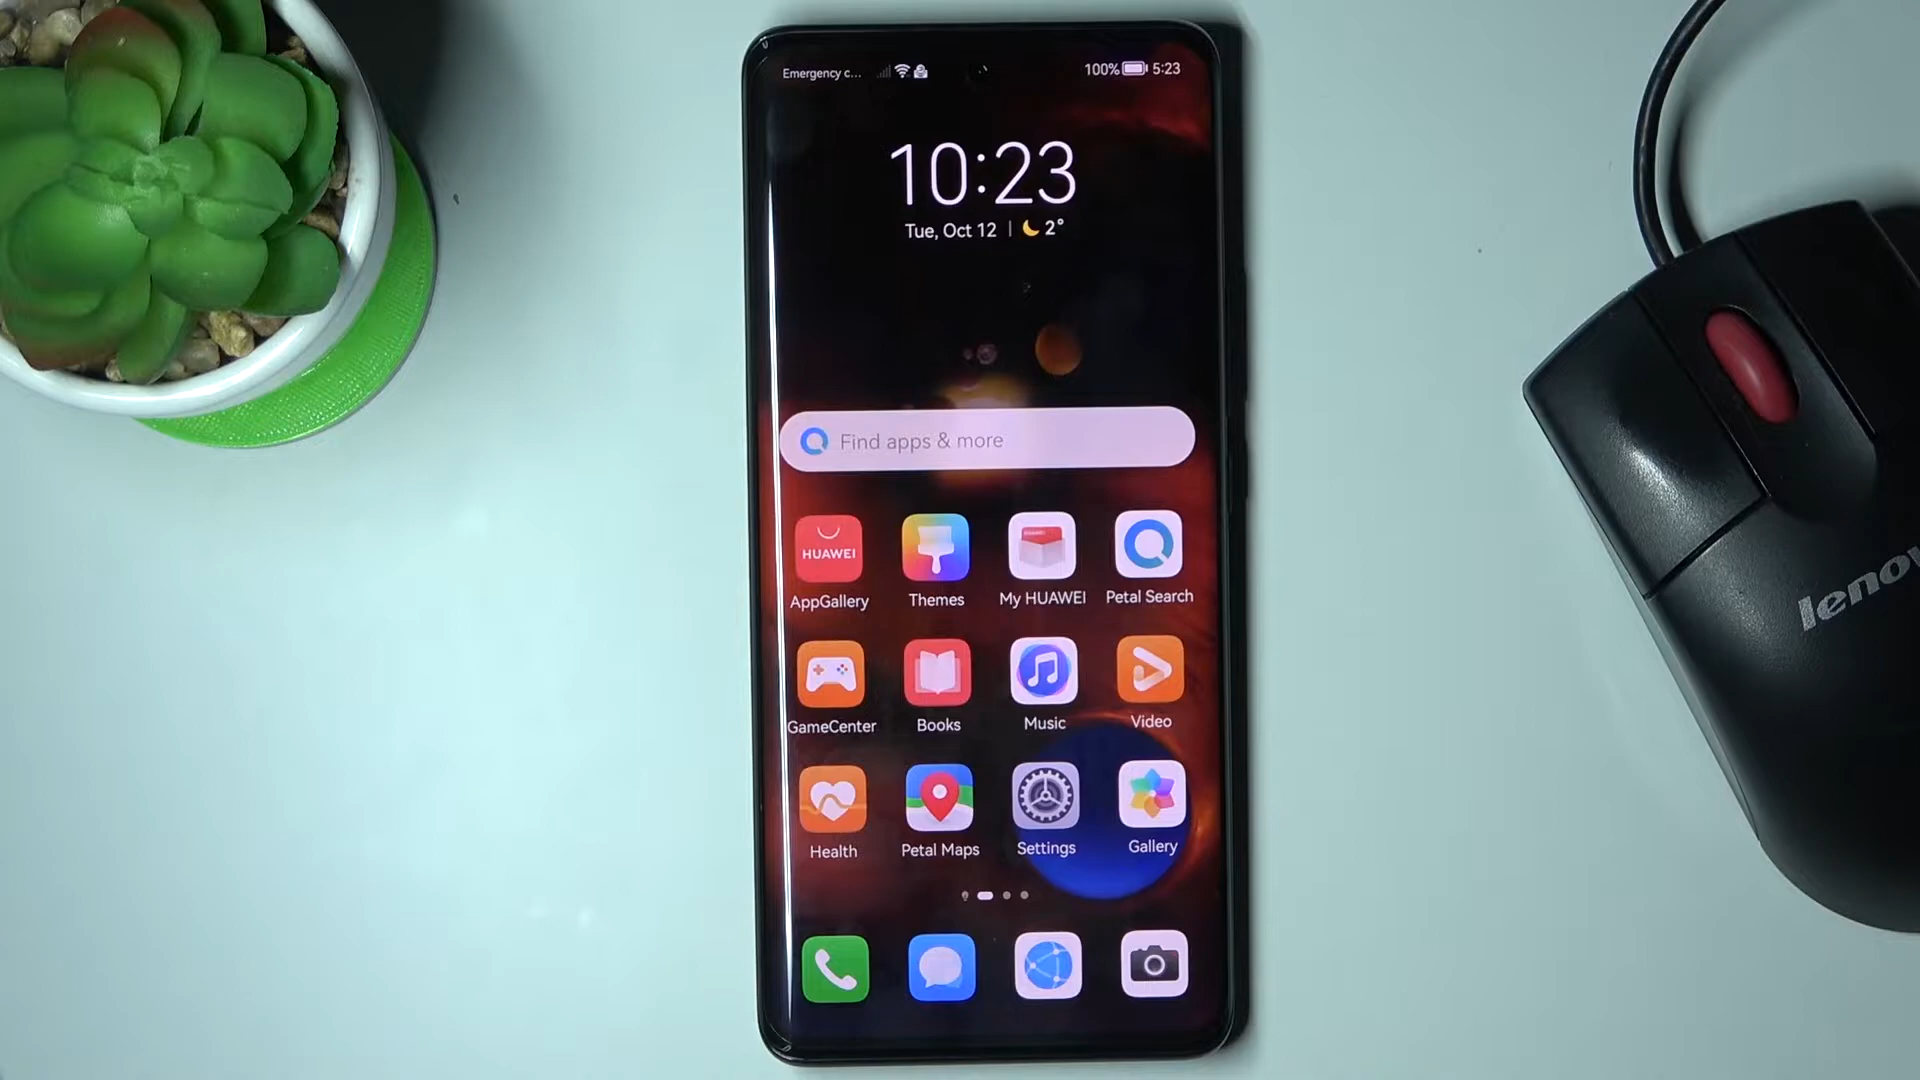 Emergency c...
100% 5:23
10:23
Tue, Oct 12 | 2°
Find apps & more
HUAWEI
AppGallery
Themes
My HUAWEI
Petal Search
GameCenter
Books
Music
Video
Health
Petal Maps
Settings
Gallery
lenov